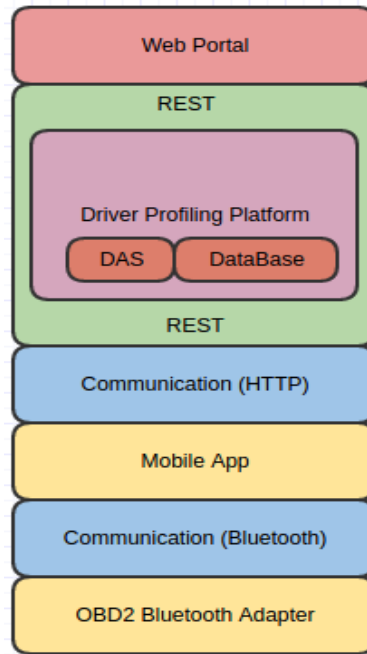 Web Portal
REST
Driver Profiling Platform
DAS
DataBase
REST
Communication (HTTP)
Mobile App
Communication (Bluetooth)
OBD2 Bluetooth Adapter